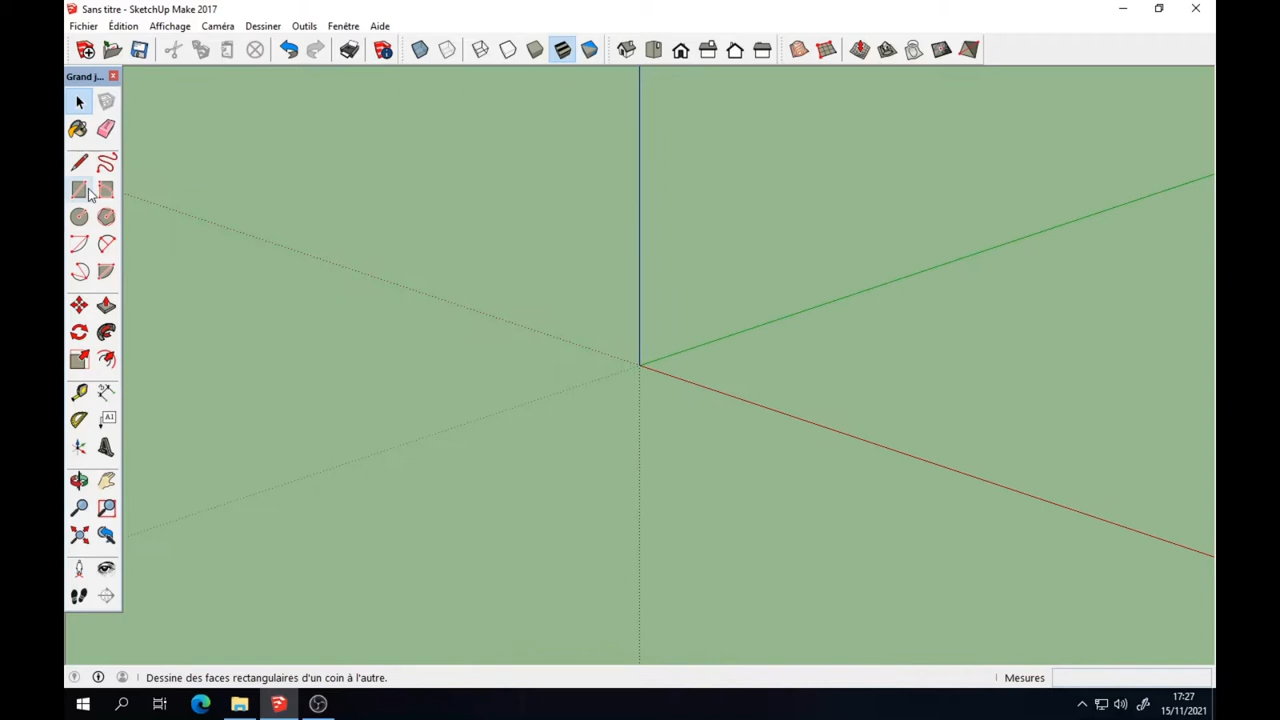 Sans titre - SketchUp Make 2017
Fichier Édition Affichage Caméra Dessiner Outils Fenêtre Aide
Grand j...
A1
Dessine des faces rectangulaires d'un coin à l'autre.
Mesures
17:27
15/11/2021